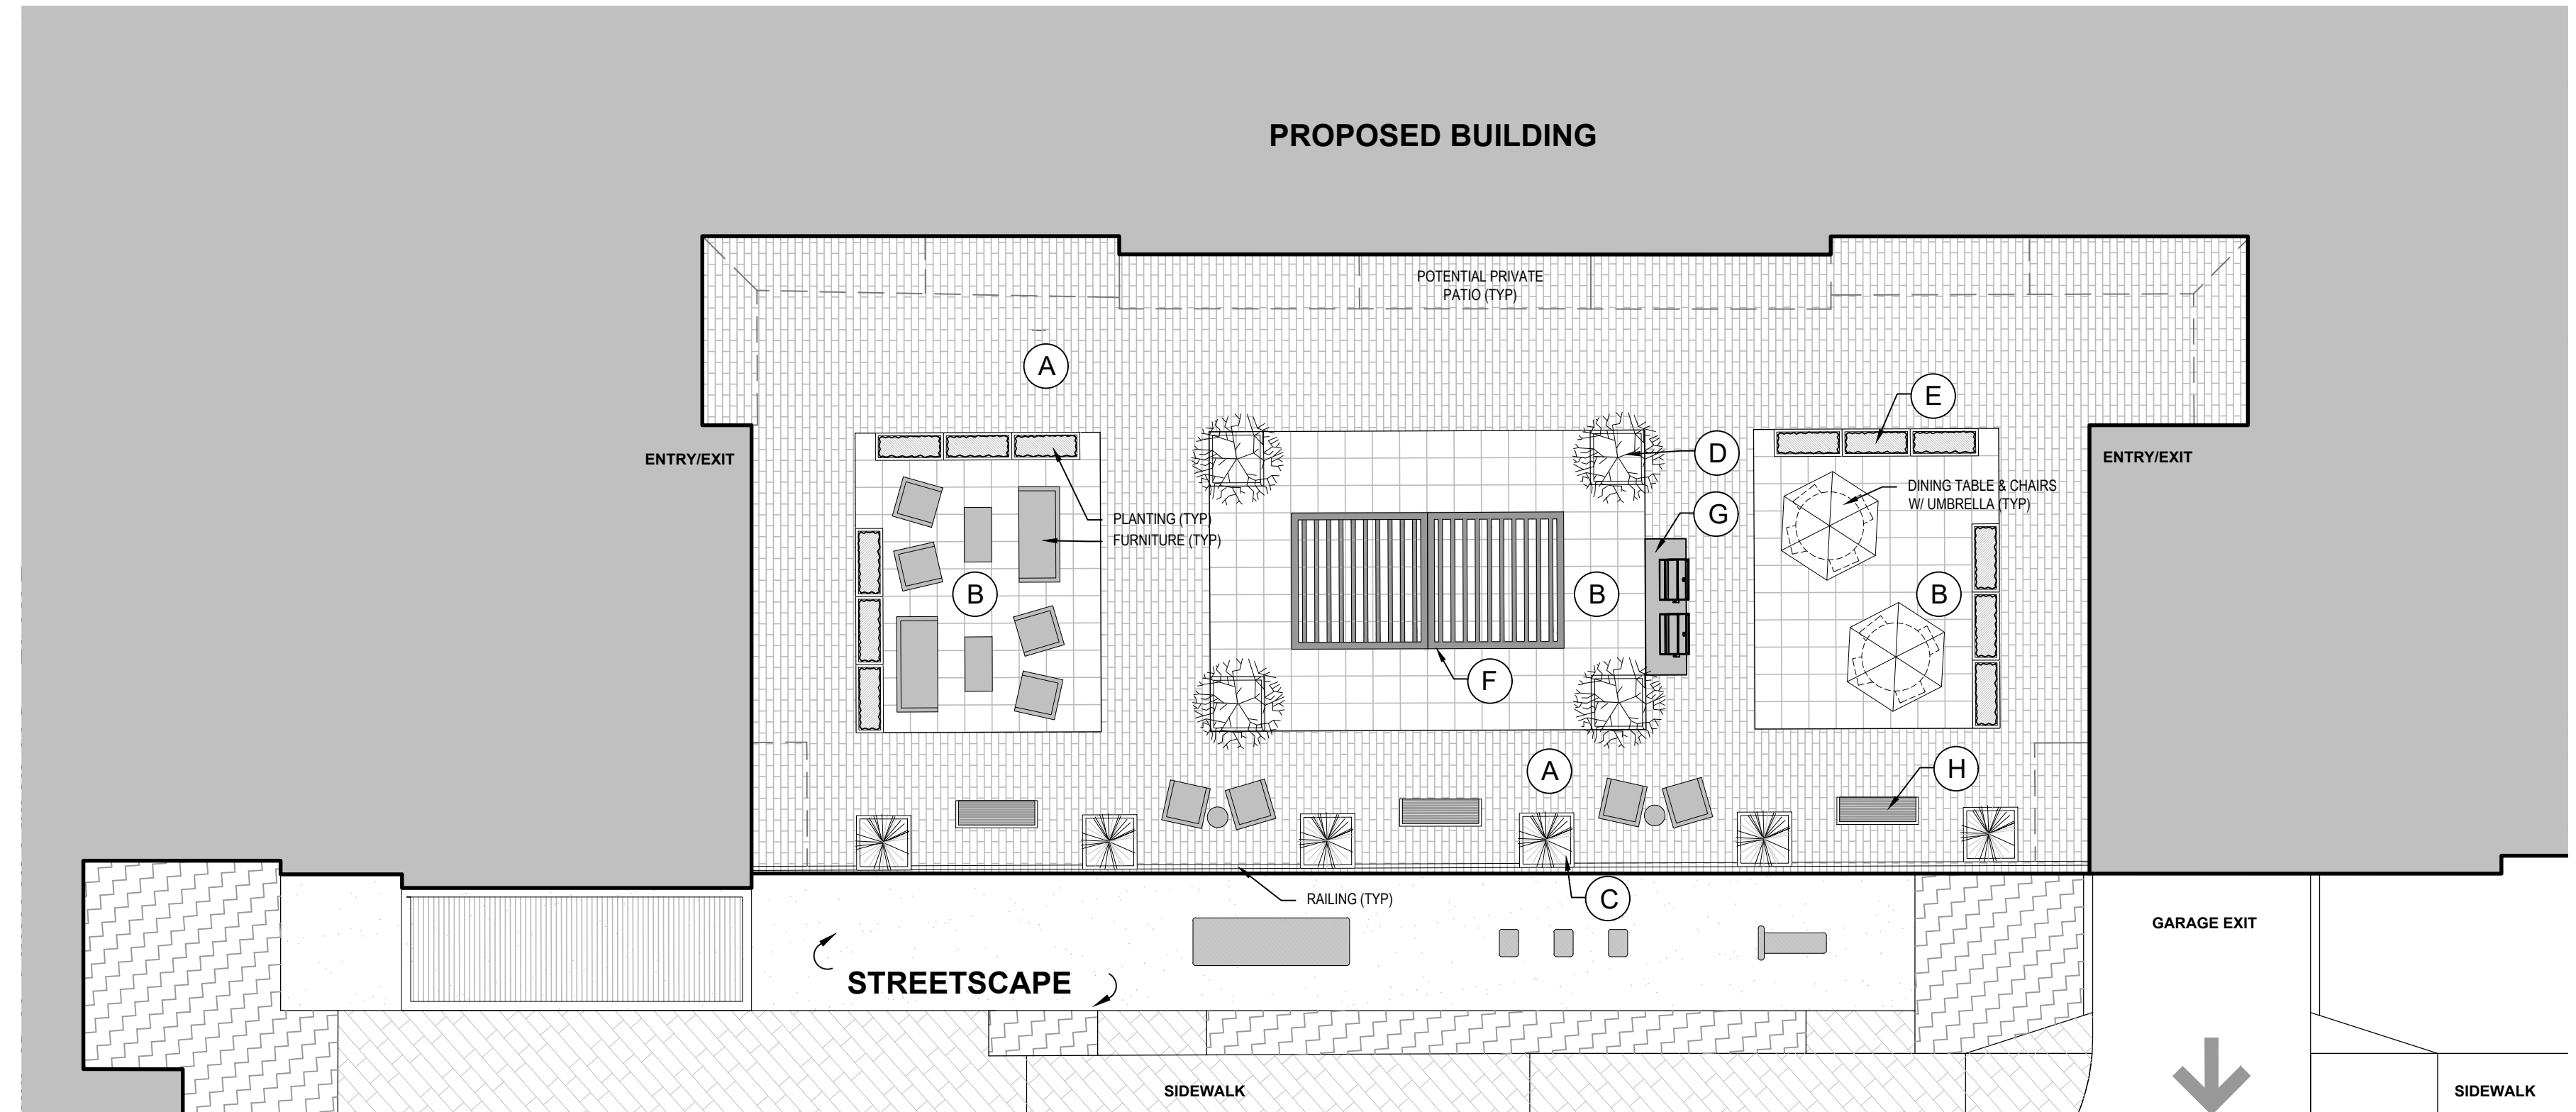 PROPOSED BUILDING
POTENTIAL PRIVATE
PATIO (TYP)
A
E
ENTRY/EXIT
D
ENTRY/EXIT
DINING TABLE & CHAIRS
W/ UMBRELLA (TYP)
G
PLANTING (TYP)
FURNITURE (TYP)
B
B
B
F
A
H
RAILING (TYP)
C
GARAGE EXIT
STREETSCAPE
SIDEWALK
SIDEWALK